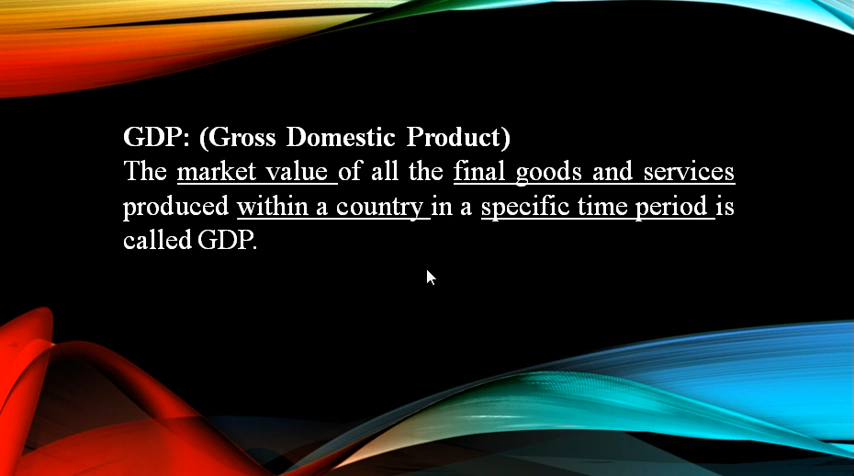 GDP: (Gross Domestic Product)
The market value of all the final goods and services
produced within a country in a specific time period is
called GDP.